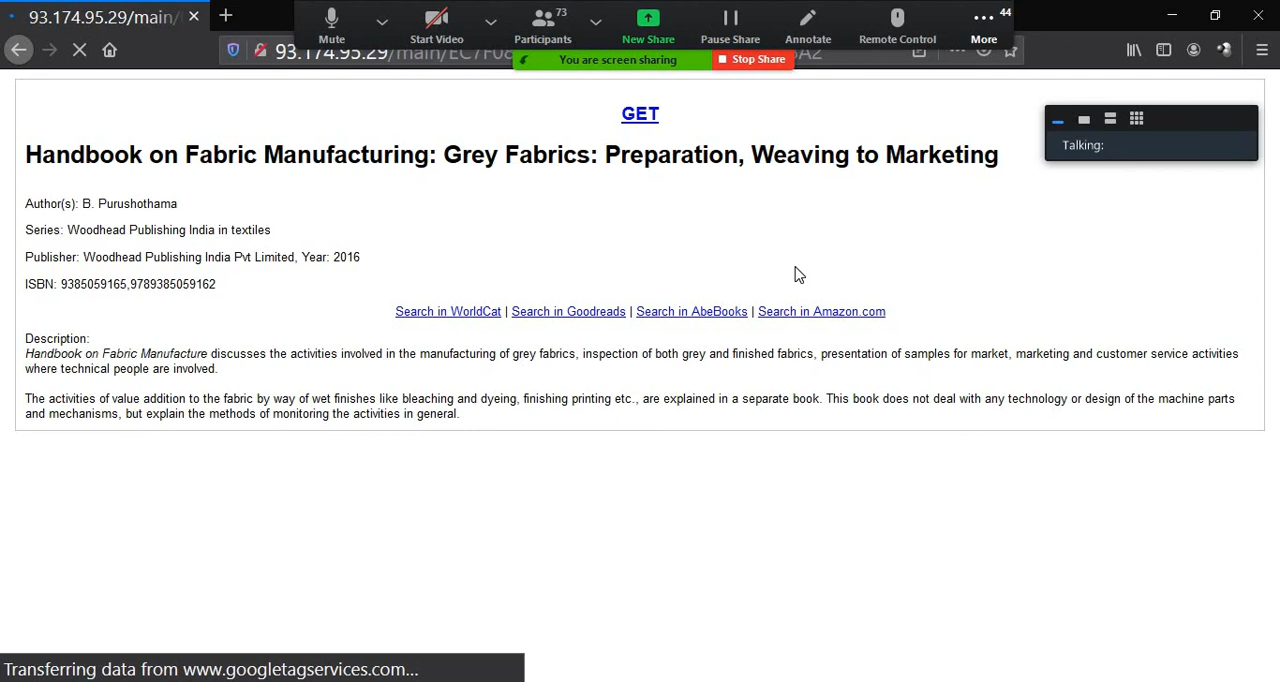 93.174.95.29/main/
73
44
Mute
Start Video
Participants
New Share
Pause Share
Annotate
Remote Control
More
You are screen sharing
Stop Share
GET
Talking:
Handbook on Fabric Manufacturing: Grey Fabrics: Preparation, Weaving to Marketing
Author(s): B. Purushothama
Series: Woodhead Publishing India in textiles
Publisher: Woodhead Publishing India Pvt Limited, Year: 2016
ISBN: 9385059165,9789385059162
Search in WorldCat | Search in Goodreads | Search in AbeBooks | Search in Amazon.com
Description:
Handbook on Fabric Manufacture discusses the activities involved in the manufacturing of grey fabrics, inspection of both grey and finished fabrics, presentation of samples for market, marketing and customer service activities
where technical people are involved.
The activities of value addition to the fabric by way of wet finishes like bleaching and dyeing, finishing printing etc., are explained in a separate book. This book does not deal with any technology or design of the machine parts
and mechanisms, but explain the methods of monitoring the activities in general.
Transferring data from www.googletagservices.com...